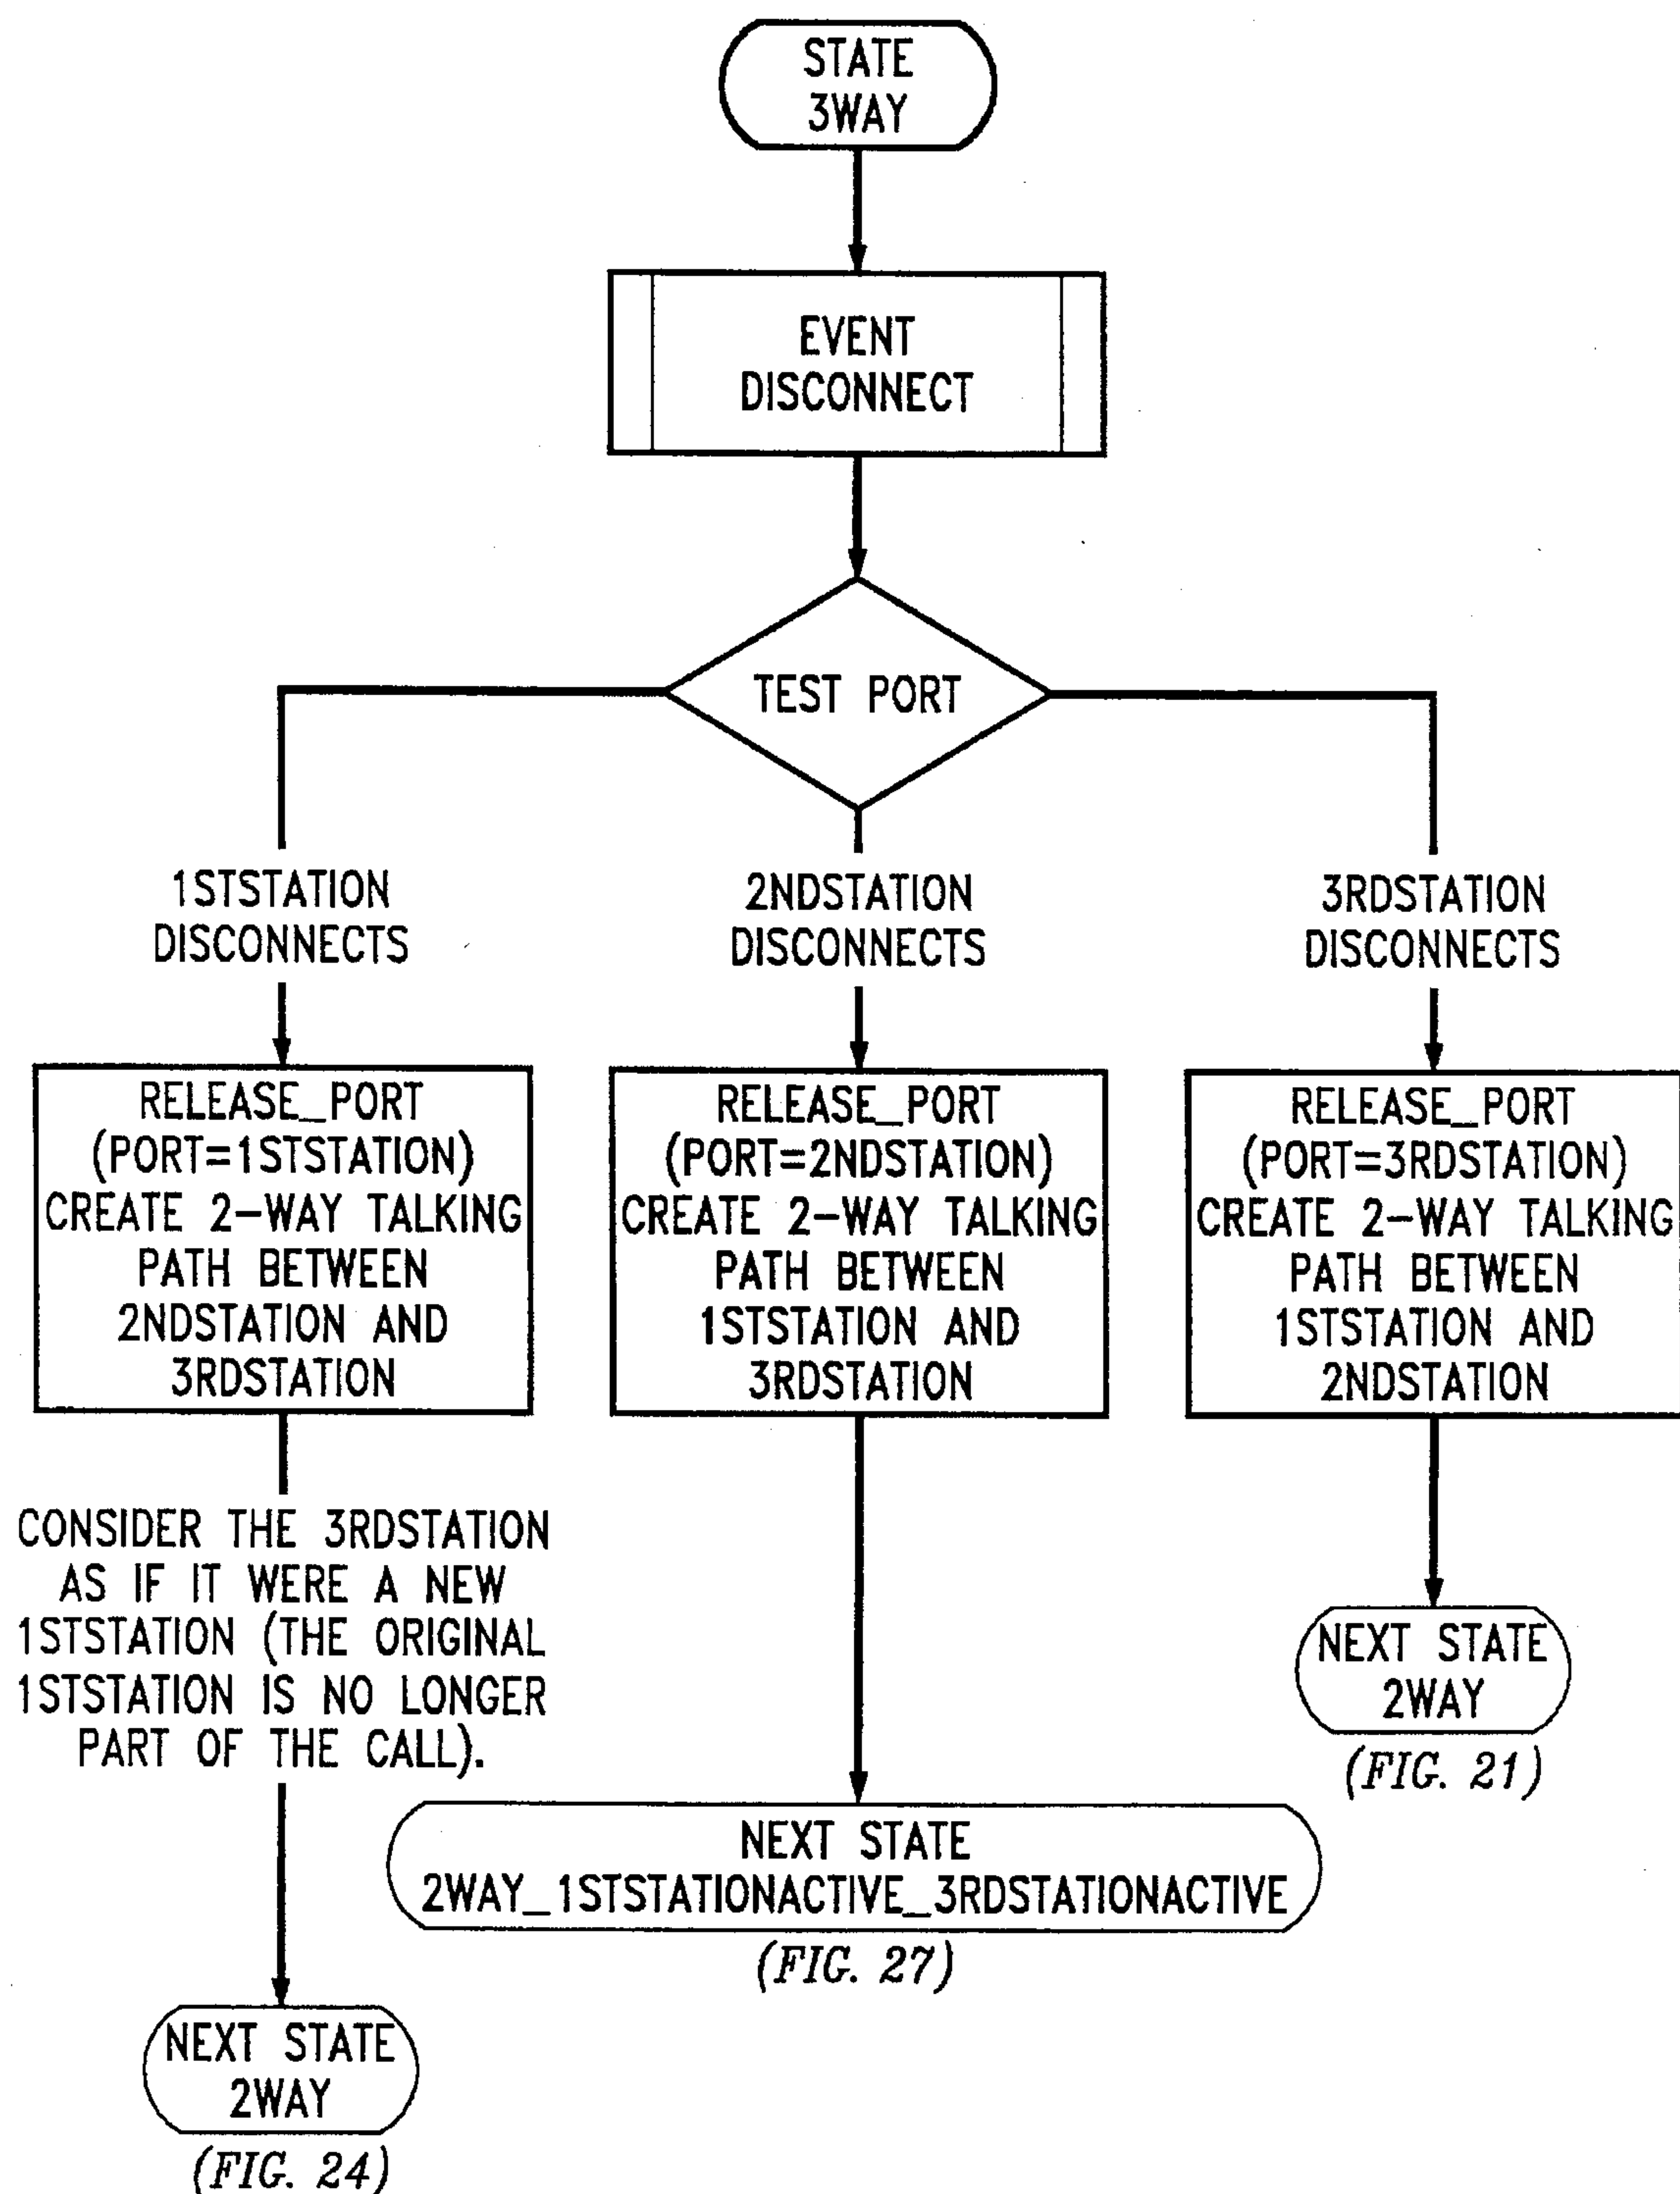 STATE
3WAY
EVENT
DISCONNECT
TEST PORT
1STSTATION
DISCONNECTS
2NDSTATION
DISCONNECTS
3RDSTATION
DISCONNECTS
RELEASE_PORT
(PORT=1STSTATION)
CREATE 2-WAY TALKING
PATH BETWEEN
2NDSTATION AND
3RDSTATION
RELEASE_PORT
(PORT=2NDSTATION)
CREATE 2-WAY TALKING
PATH BETWEEN
1STSTATION AND
3RDSTATION
RELEASE_PORT
(PORT=3RDSTATION)
CREATE 2-WAY TALKING
PATH BETWEEN
1STSTATION AND
2NDSTATION
CONSIDER THE 3RDSTATION
AS IF IT WERE A NEW
1STSTATION (THE ORIGINAL
1STSTATION IS NO LONGER
PART OF THE CALL).
NEXT STATE
2WAY
(FIG. 21)
NEXT STATE
2WAY_1STSTATIONACTIVE_3RDSTATIONACTIVE
(FIG. 27)
NEXT STATE
2WAY
(FIG. 24)